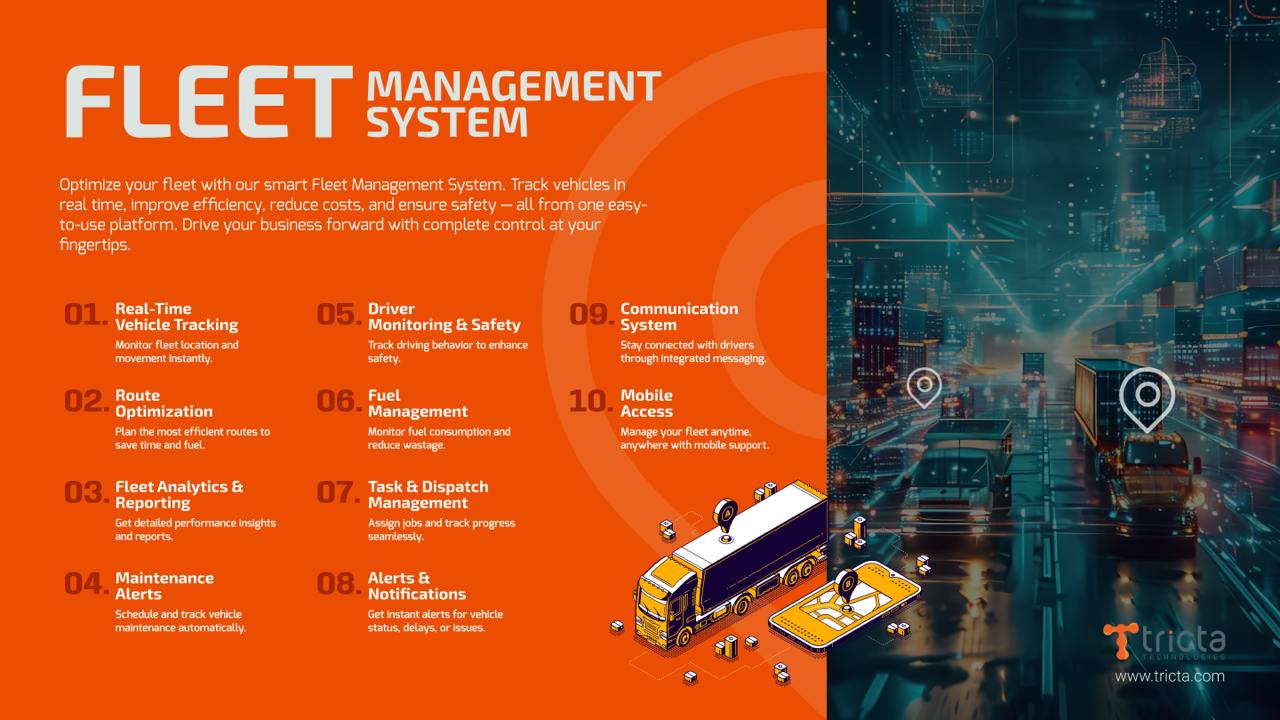 FLEET MANAGEMENT
SYSTEM
Optimize your fleet with our smart Fleet Management System. Track vehicles in
real time, improve efficiency, reduce costs, and ensure safety — all from one easy-
to-use platform. Drive your business forward with complete control at your
fingertips.
01. Real-Time
Vehicle Tracking
Monitor fleet location and
movement instantly.
02. Route
Optimization
Plan the most efficient routes to
save time and fuel.
03. Fleet Analytics &
Reporting
Get detailed performance insights
and reports.
04. Maintenance
Alerts
Schedule and track vehicle
maintenance automatically.
05. Driver
Monitoring & Safety
Track driving behavior to enhance
safety.
06. Fuel
Management
Monitor fuel consumption and
reduce wastage.
07. Task & Dispatch
Management
Assign jobs and track progress
seamlessly.
08. Alerts &
Notifications
Get instant alerts for vehicle
status, delays, or issues.
09. Communication
System
Stay connected with drivers
through integrated messaging.
10. Mobile
Access
Manage your fleet anytime,
anywhere with mobile support.
A
B
tricta
TECHNOLOGIES
www.tricta.com